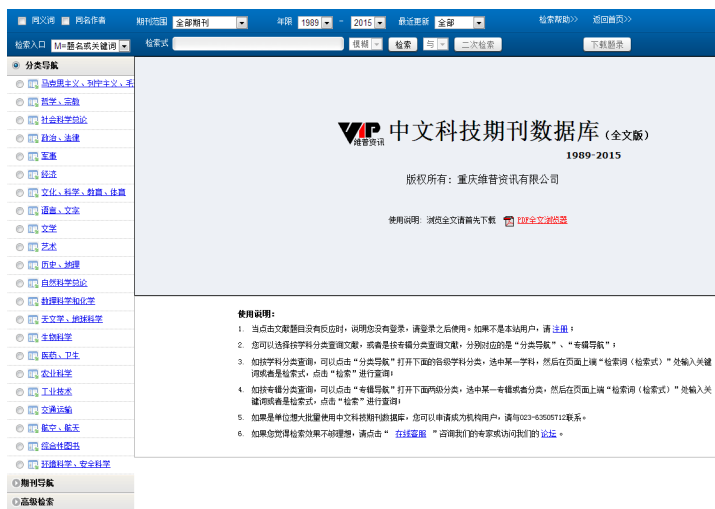 同义词 同名作者 期刊范围 全部期刊 年限 1989 - 2015 最近更新 全部 检索帮助>> 返回首页>>
检索入口 M=题名或关键词 检索式 模糊 检索 与 二次检索 下载题录
分类导航
马克思主义、列宁主义、毛
哲学、宗教
社会科学总论
政治、法律
军事
经济
文化、科学、教育、体育
语言、文字
文学
艺术
历史、地理
自然科学总论
数理科学和化学
天文学、地球科学
生物科学
医药、卫生
农业科学
工业技术
交通运输
航空、航天
综合性图书
环境科学、安全科学
期刊导航
高级检索
VIP 维普资讯 中文科技期刊数据库(全文版)
1989-2015
版权所有：重庆维普资讯有限公司
使用说明：浏览全文请首先下载 PDF全文浏览器
使用说明：
1. 当点击文献题目没有反应时，说明您没有登录，请登录之后使用。如果不是本站用户，请 注册；
2. 您可以选择按学科分类查询文献，或者是按专辑分类查询文献，分别对应的是“分类导航”、“专辑导航”；
3. 如按学科分类查询，可以点击“分类导航”打开下面的各级学科分类，选中某一学科，然后在页面上端“检索词（检索式）”处输入关键
词或者是检索式，点击“检索”进行查询；
4. 如按专辑分类查询，可以点击“专辑导航”打开下面两级分类，选中某一专辑或者分类，然后在页面上端“检索词（检索式）”处输入关
键词或者是检索式，点击“检索”进行查询；
5. 如果是单位想大批量使用中文科技期刊数据库，您可以申请成为机构用户，请与023-63505712联系。
6. 如果您觉得检索效果不够理想，请点击“ 在线客服 ”咨询我们的专家或访问我们的 论坛 。